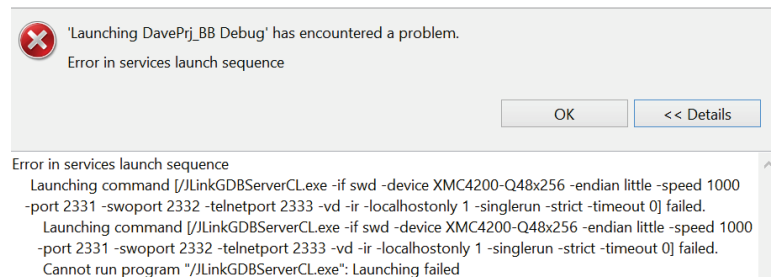 'Launching DavePrj_BB Debug' has encountered a problem.
Error in services launch sequence
OK
<< Details
Error in services launch sequence
Launching command [/JLinkGDBServerCL.exe -if swd -device XMC4200-Q48x256 -endian little -speed 1000
-port 2331 -swoport 2332 -telnetport 2333 -vd -ir -localhostonly 1 -singlerun -strict -timeout 0] failed.
Launching command [/JLinkGDBServerCL.exe -if swd -device XMC4200-Q48x256 -endian little -speed 1000
-port 2331 -swoport 2332 -telnetport 2333 -vd -ir -localhostonly 1 -singlerun -strict -timeout 0] failed.
Cannot run program "/JLinkGDBServerCL.exe": Launching failed